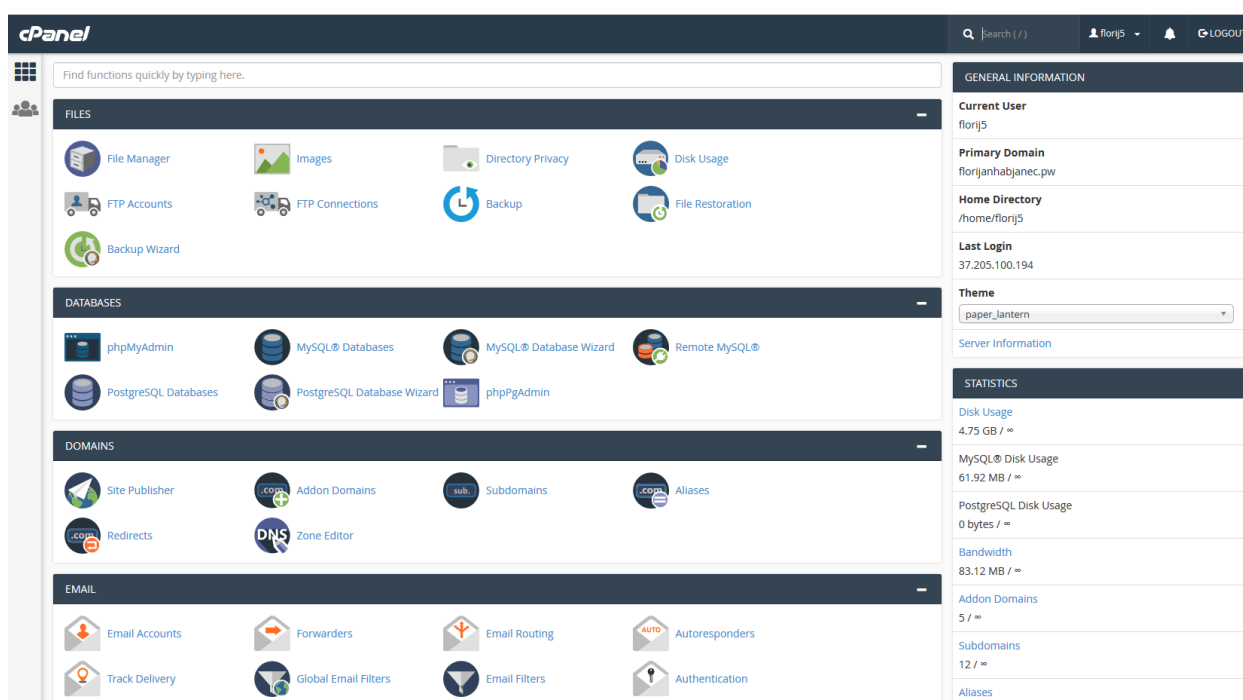 cPanel
Search ( / )
florij5
LOGOUT
Find functions quickly by typing here.
FILES
File Manager
Images
Directory Privacy
Disk Usage
FTP Accounts
FTP Connections
Backup
File Restoration
Backup Wizard
DATABASES
phpMyAdmin
MySQL® Databases
MySQL® Database Wizard
Remote MySQL®
PostgreSQL Databases
PostgreSQL Database Wizard
phpPgAdmin
DOMAINS
Site Publisher
.com
Addon Domains
sub.
Subdomains
.com
Aliases
.com
Redirects
DNS
Zone Editor
EMAIL
Email Accounts
Forwarders
Email Routing
AUTO
Autoresponders
Track Delivery
Global Email Filters
Email Filters
Authentication
GENERAL INFORMATION
Current User
florij5
Primary Domain
florijanhabjanec.pw
Home Directory
/home/florij5
Last Login
37.205.100.194
Theme
paper_lantern
Server Information
STATISTICS
Disk Usage
4.75 GB / ∞
MySQL® Disk Usage
61.92 MB / ∞
PostgreSQL Disk Usage
0 bytes / ∞
Bandwidth
83.12 MB / ∞
Addon Domains
5 / ∞
Subdomains
12 / ∞
Aliases